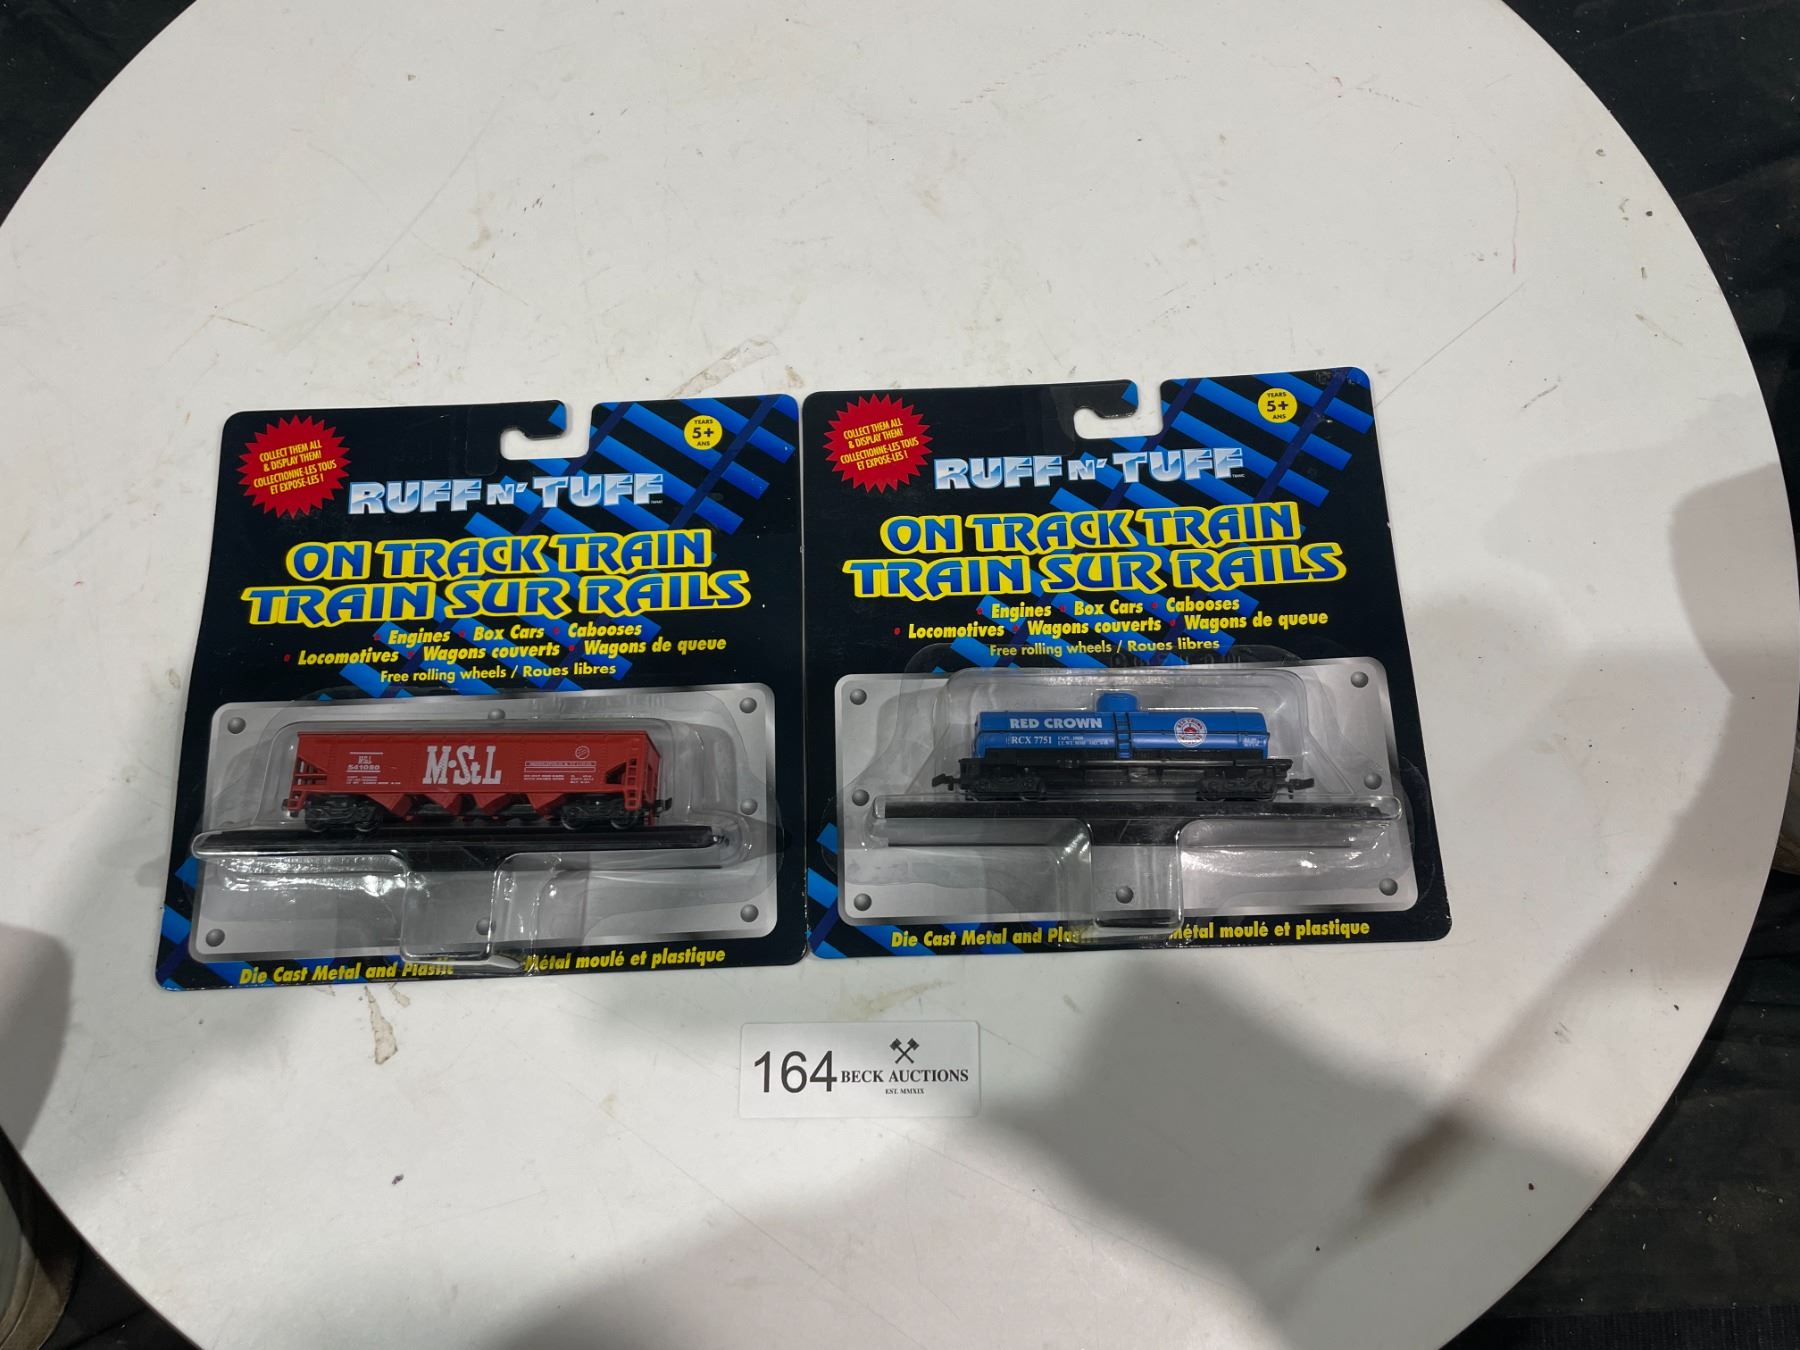 COLLECT THEM ALL
& DISPLAY THEM!
COLLECTIONNE-LES TOUS
ET EXPOSE-LES !
YEARS
5+
ANS
RUFF N' TUFF
ON TRACK TRAIN
TRAIN SUR RAILS
• Engines • Box Cars • Cabooses
• Locomotives • Wagons couverts • Wagons de queue
Free rolling wheels / Roues libres
541080
M·StL
Die Cast Metal and Plastic
Métal moulé et plastique
COLLECT THEM ALL
& DISPLAY THEM!
COLLECTIONNE-LES TOUS
ET EXPOSE-LES !
YEARS
5+
ANS
RUFF N' TUFF
ON TRACK TRAIN
TRAIN SUR RAILS
• Engines • Box Cars • Cabooses
• Locomotives • Wagons couverts • Wagons de queue
Free rolling wheels / Roues libres
RED CROWN
RCX 7751
Die Cast Metal and Plastic
Métal moulé et plastique
164
BECK AUCTIONS
EST. MMXIX